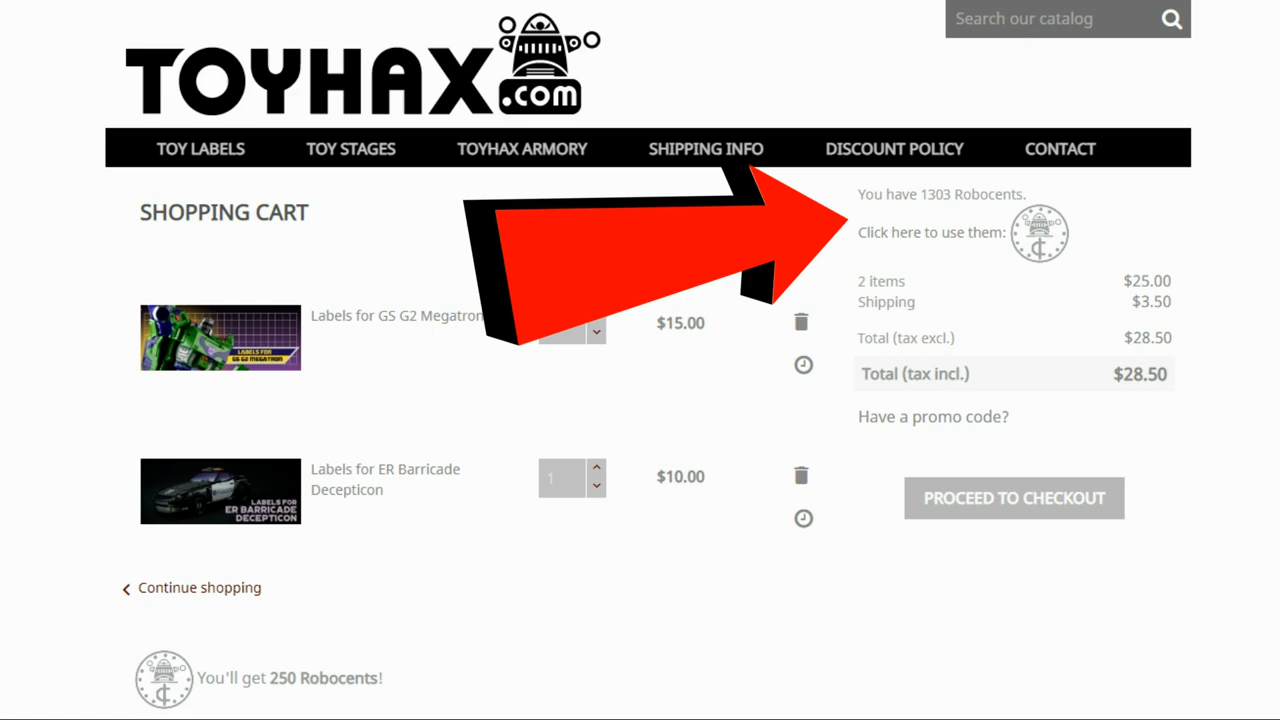 Search our catalog
TOYHAX
.com
TOY LABELS TOY STAGES TOYHAX ARMORY SHIPPING INFO DISCOUNT POLICY CONTACT
SHOPPING CART
You have 1303 Robocents.
Click here to use them:
2 items $25.00
Shipping $3.50
Total (tax excl.) $28.50
Total (tax incl.) $28.50
Have a promo code?
PROCEED TO CHECKOUT
LABELS FOR
GS G2 MEGATRON
Labels for GS G2 Megatron
$15.00
LABELS FOR
ER BARRICADE
DECEPTICON
Labels for ER Barricade
Decepticon
1
$10.00
Continue shopping
You'll get 250 Robocents!